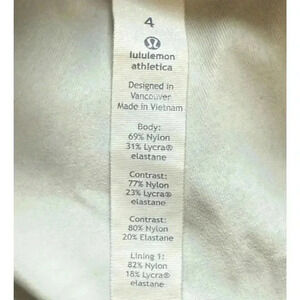 4
lululemon
athletica
Designed in
Vancouver
Made in Vietnam
Body:
69% Nylon
31% Lycra®
elastane
Contrast:
77% Nylon
23% Lycra®
elastane
Contrast:
80% Nylon
20% Elastane
Lining 1:
82% Nylon
18% Lycra®
elastane